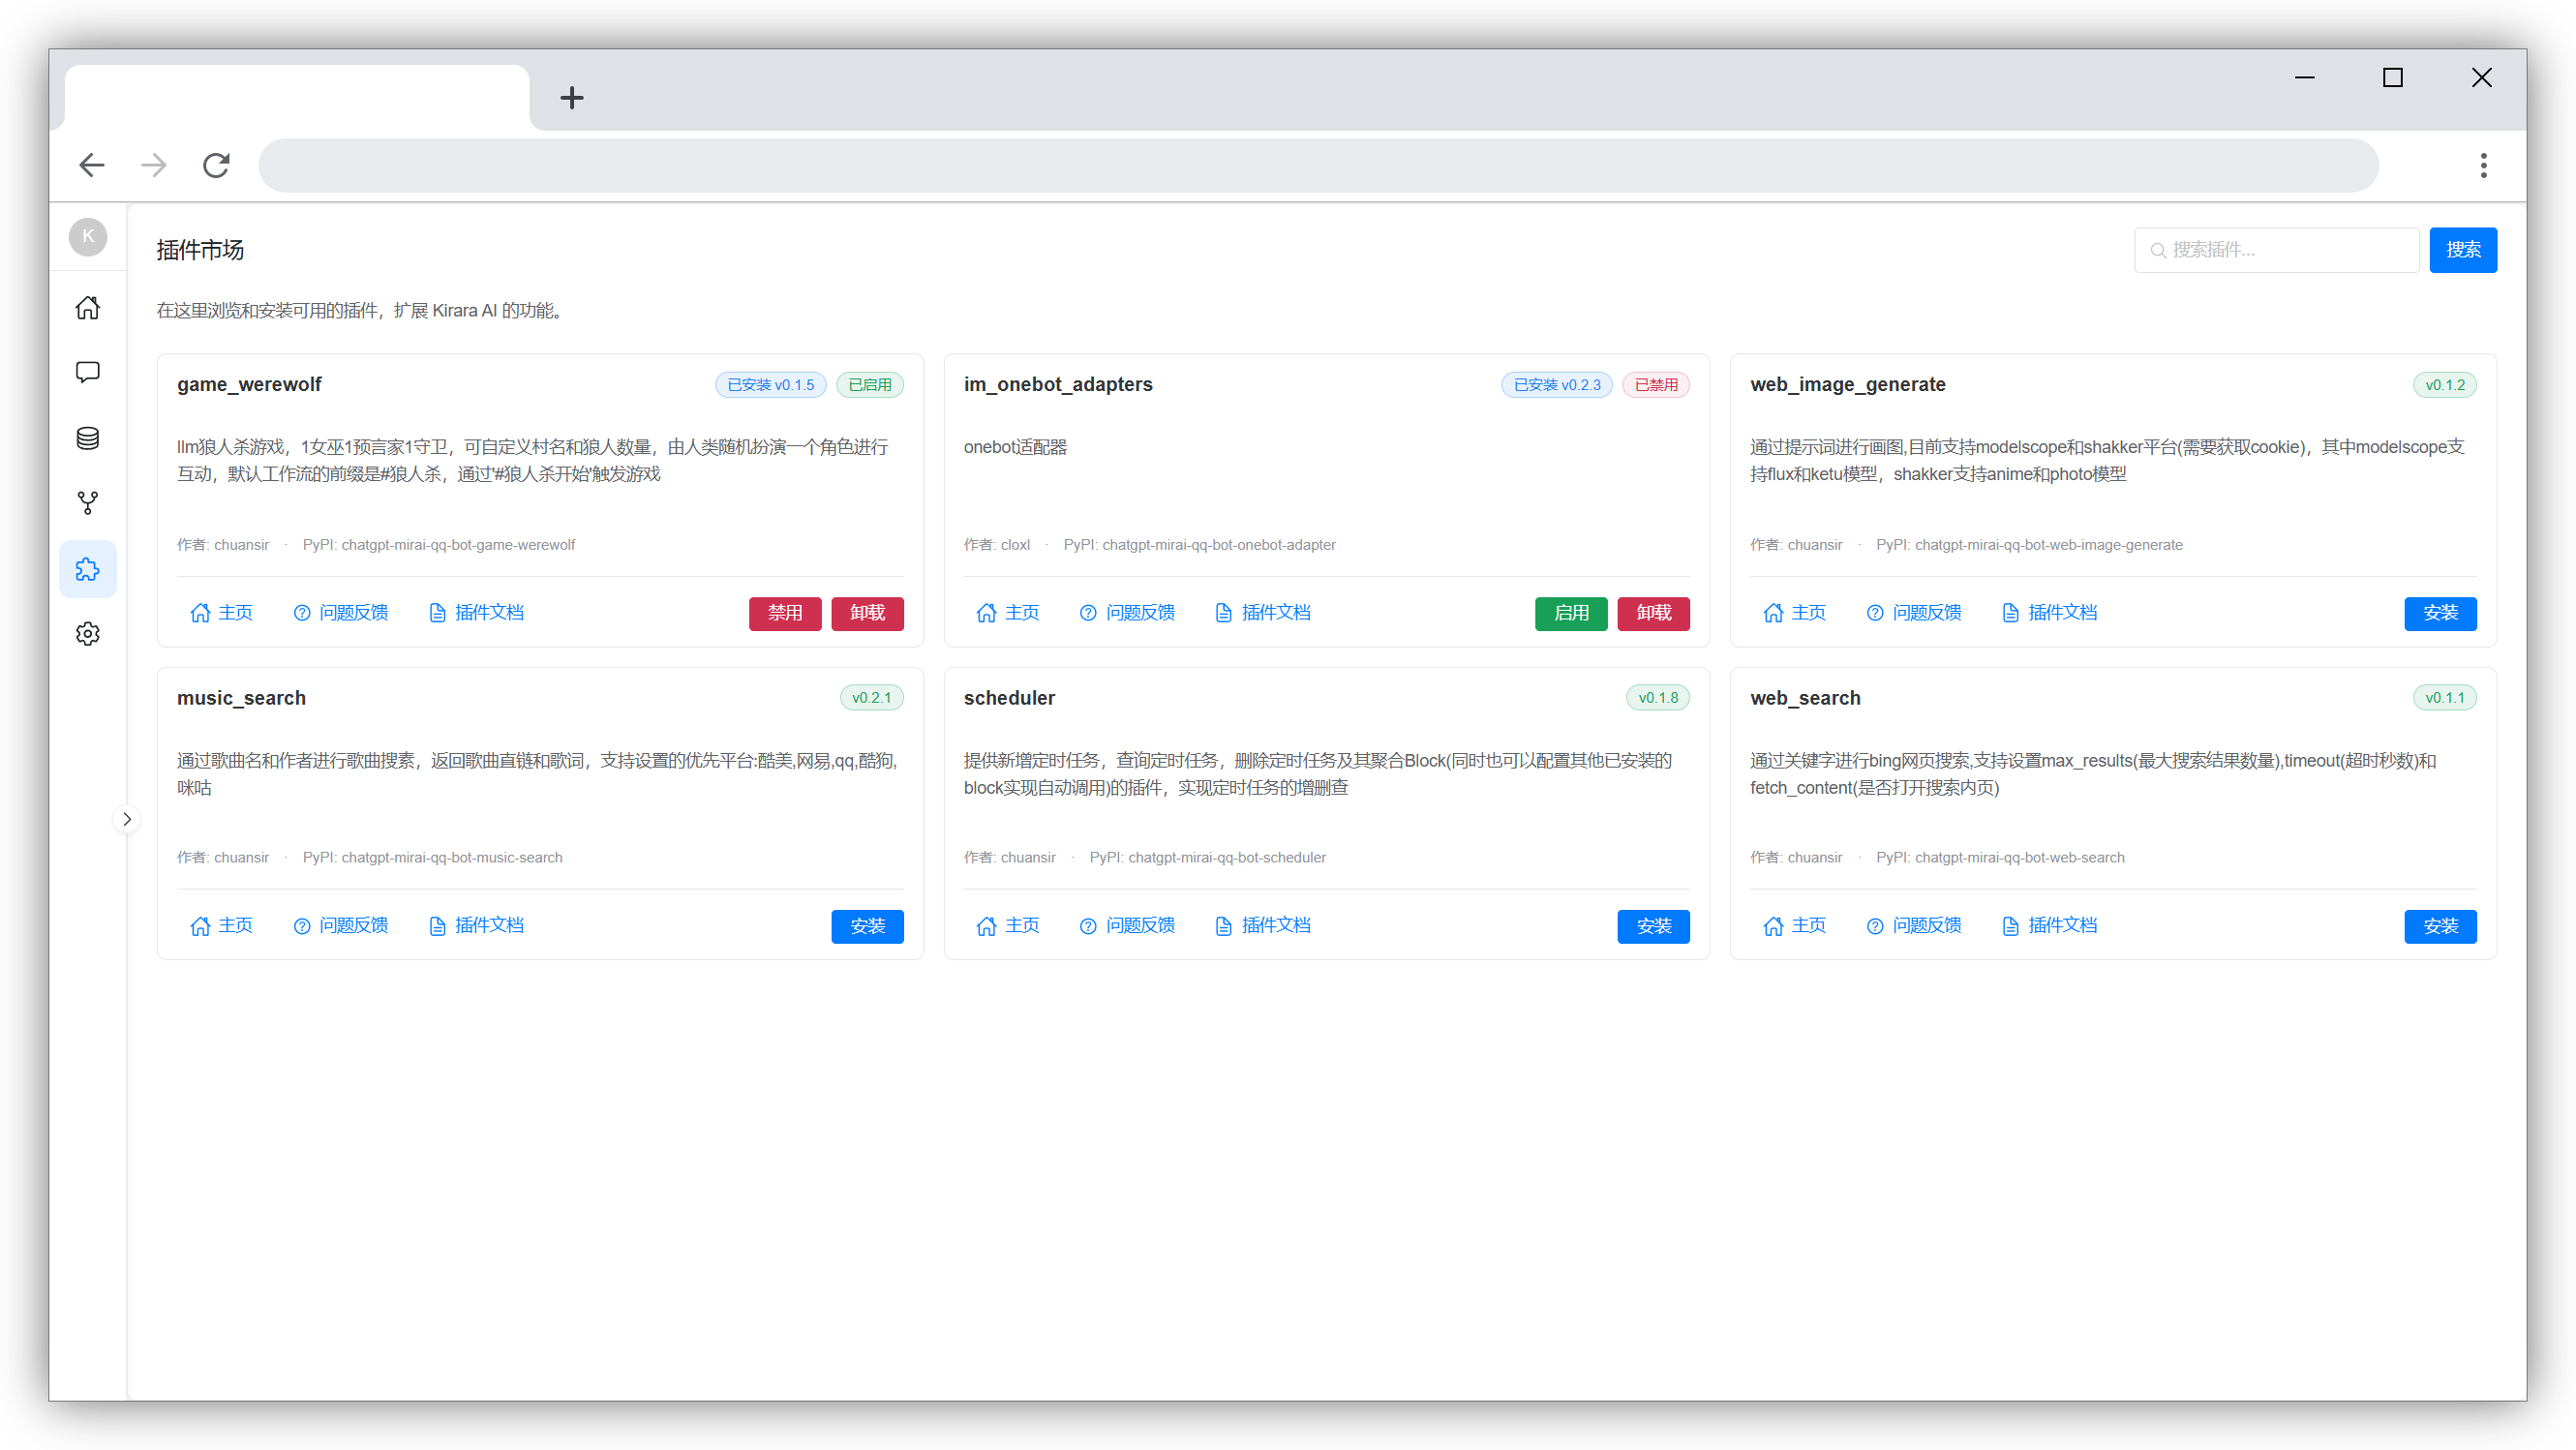 K
插件市场
搜索插件...
搜索
在这里浏览和安装可用的插件，扩展 Kirara AI 的功能。
game_werewolf
已安装 v0.1.5 已启用
llm狼人杀游戏，1女巫1预言家1守卫，可自定义村名和狼人数量，由人类随机扮演一个角色进行
互动，默认工作流的前缀是#狼人杀，通过'#狼人杀开始'触发游戏
作者: chuansir · PyPI: chatgpt-mirai-qq-bot-game-werewolf
主页 问题反馈 插件文档 禁用 卸载
im_onebot_adapters
已安装 v0.2.3 已禁用
onebot适配器
作者: cloxl · PyPI: chatgpt-mirai-qq-bot-onebot-adapter
主页 问题反馈 插件文档 启用 卸载
web_image_generate
v0.1.2
通过提示词进行画图,目前支持modelscope和shakker平台(需要获取cookie)，其中modelscope支
持flux和ketu模型，shakker支持anime和photo模型
作者: chuansir · PyPI: chatgpt-mirai-qq-bot-web-image-generate
主页 问题反馈 插件文档 安装
music_search
v0.2.1
通过歌曲名和作者进行歌曲搜素，返回歌曲直链和歌词，支持设置的优先平台:酷美,网易,qq,酷狗,
咪咕
作者: chuansir · PyPI: chatgpt-mirai-qq-bot-music-search
主页 问题反馈 插件文档 安装
scheduler
v0.1.8
提供新增定时任务，查询定时任务，删除定时任务及其聚合Block(同时也可以配置其他已安装的
block实现自动调用)的插件，实现定时任务的增删查
作者: chuansir · PyPI: chatgpt-mirai-qq-bot-scheduler
主页 问题反馈 插件文档 安装
web_search
v0.1.1
通过关键字进行bing网页搜索,支持设置max_results(最大搜索结果数量),timeout(超时秒数)和
fetch_content(是否打开搜索内页)
作者: chuansir · PyPI: chatgpt-mirai-qq-bot-web-search
主页 问题反馈 插件文档 安装